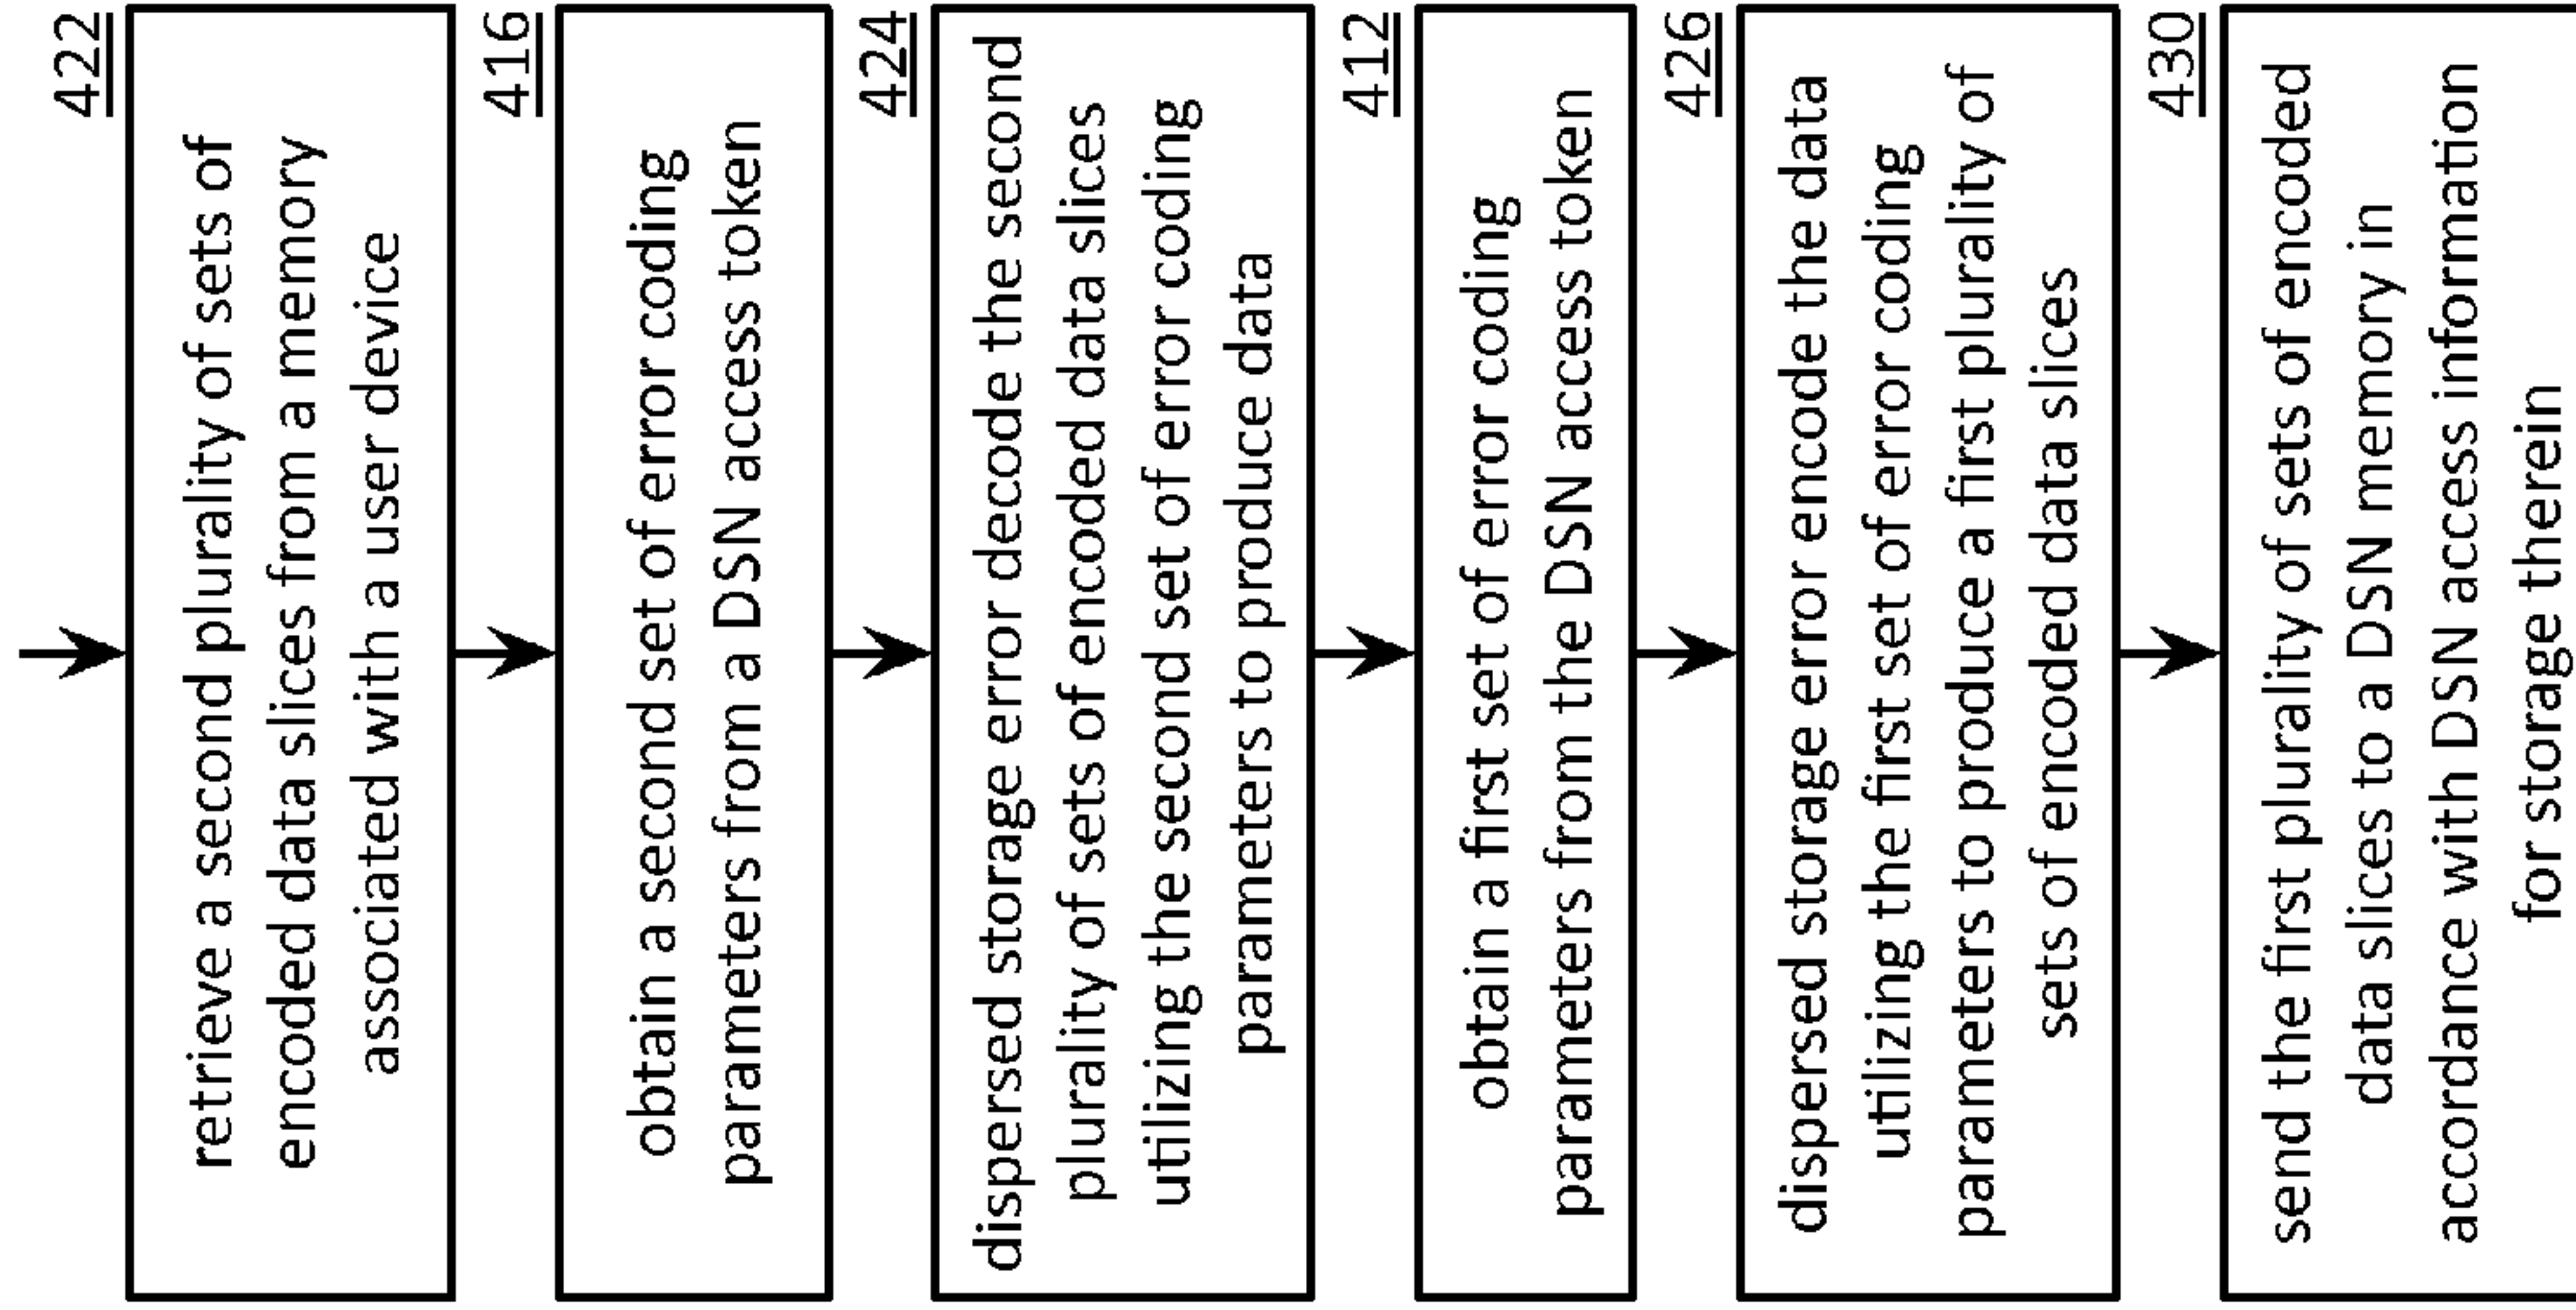 422
retrieve a second plurality of sets of
encoded data slices from a memory
associated with a user device
416
obtain a second set of error coding
parameters from a DSN access token
424
dispersed storage error decode the second
plurality of sets of encoded data slices
utilizing the second set of error coding
parameters to produce data
412
obtain a first set of error coding
parameters from the DSN access token
426
dispersed storage error encode the data
utilizing the first set of error coding
parameters to produce a first plurality of
sets of encoded data slices
430
send the first plurality of sets of encoded
data slices to a DSN memory in
accordance with DSN access information
for storage therein